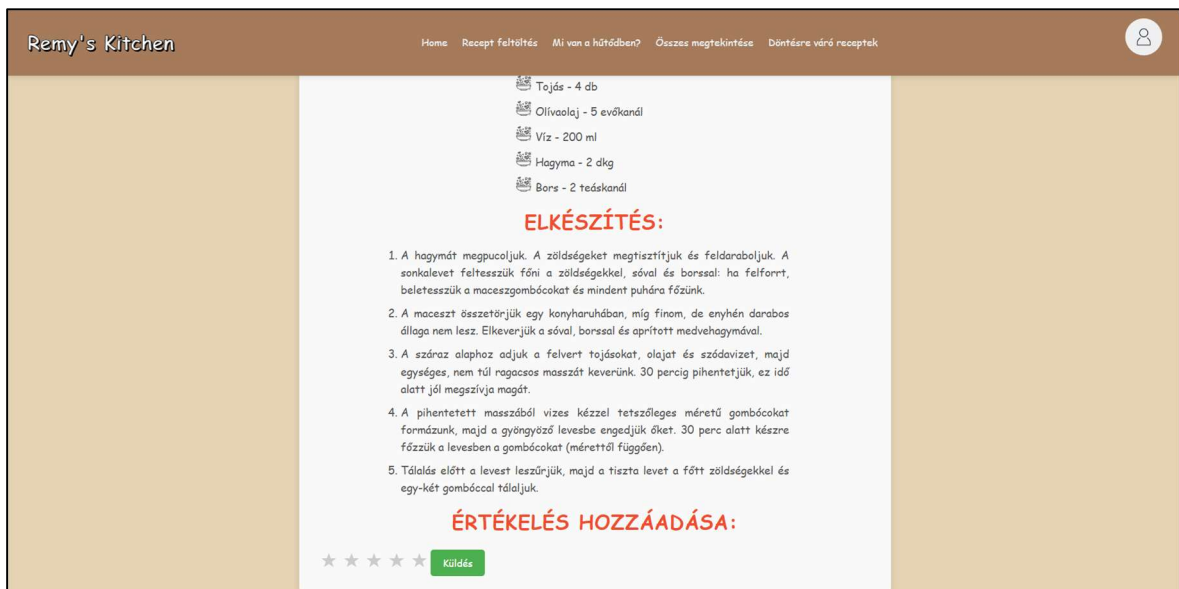 Remy's Kitchen
Home Recept feltöltés Mi van a hűtődben? Összes megtekintése Döntésre váró receptek
Tojás - 4 db
Olívaolaj - 5 evőkanál
Víz - 200 ml
Hagyma - 2 dkg
Bors - 2 teáskanál
ELKÉSZÍTÉS:
1. A hagymát megpucoljuk. A zöldségeket megtisztítjuk és feldaraboljuk. A
sonkalevet feltesszük főni a zöldségekkel, sóval és borssal: ha felforrt,
beletesszük a maceszgombócokat és mindent puhára főzünk.
2. A maceszt összetörjük egy konyharuhában, míg finom, de enyhén darabos
állaga nem lesz. Elkeverjük a sóval, borssal és aprított medvehagymával.
3. A száraz alaphoz adjuk a felvert tojásokat, olajat és szódavizet, majd
egységes, nem túl ragacsos masszát keverünk. 30 percig pihentetjük, ez idő
alatt jól megszívja magát.
4. A pihentetett masszából vizes kézzel tetszőleges méretű gombócokat
formázunk, majd a gyöngyöző levesbe engedjük őket. 30 perc alatt készre
főzzük a levesben a gombócokat (mérettől függően).
5. Tálalás előtt a levest leszűrjük, majd a tiszta levet a főtt zöldségekkel és
egy-két gombóccal tálaljuk.
ÉRTÉKELÉS HOZZÁADÁSA:
Küldés